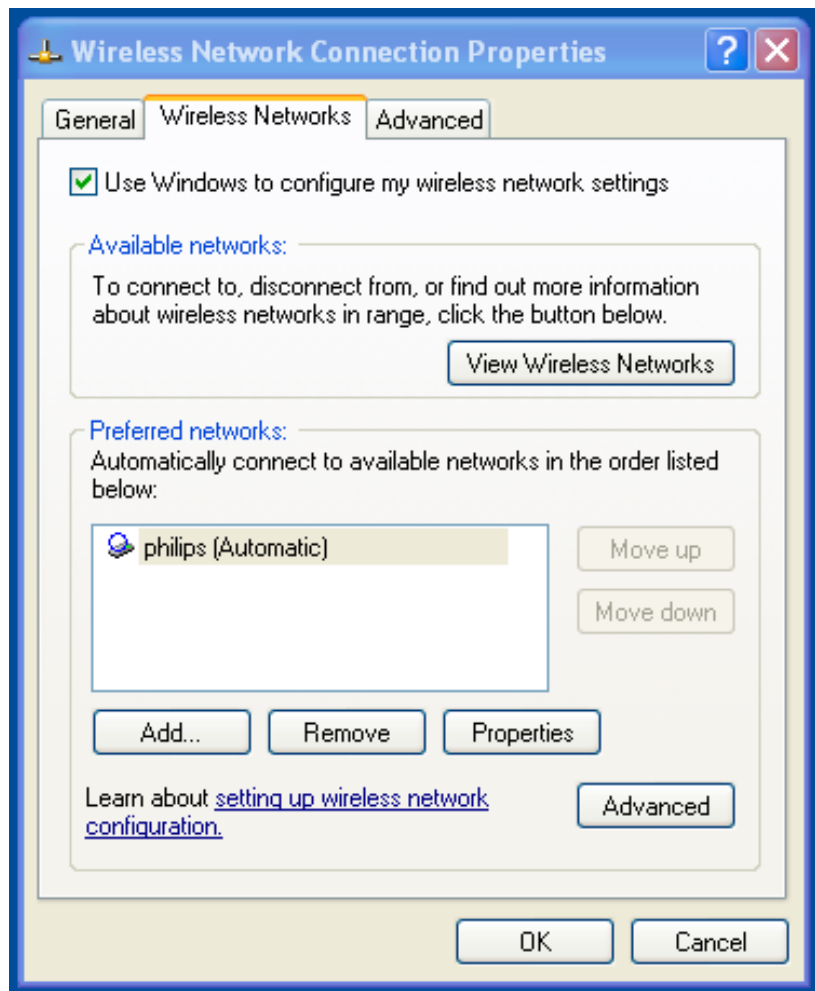 Wireless Network Connection Properties
?
General Wireless Networks Advanced
Use Windows to configure my wireless network settings
Available networks:
To connect to, disconnect from, or find out more information
about wireless networks in range, click the button below.
View Wireless Networks
Preferred networks:
Automatically connect to available networks in the order listed
below:
philips (Automatic)
Move up
Move down
Add... Remove Properties
Learn about setting up wireless network
configuration.
Advanced
OK Cancel